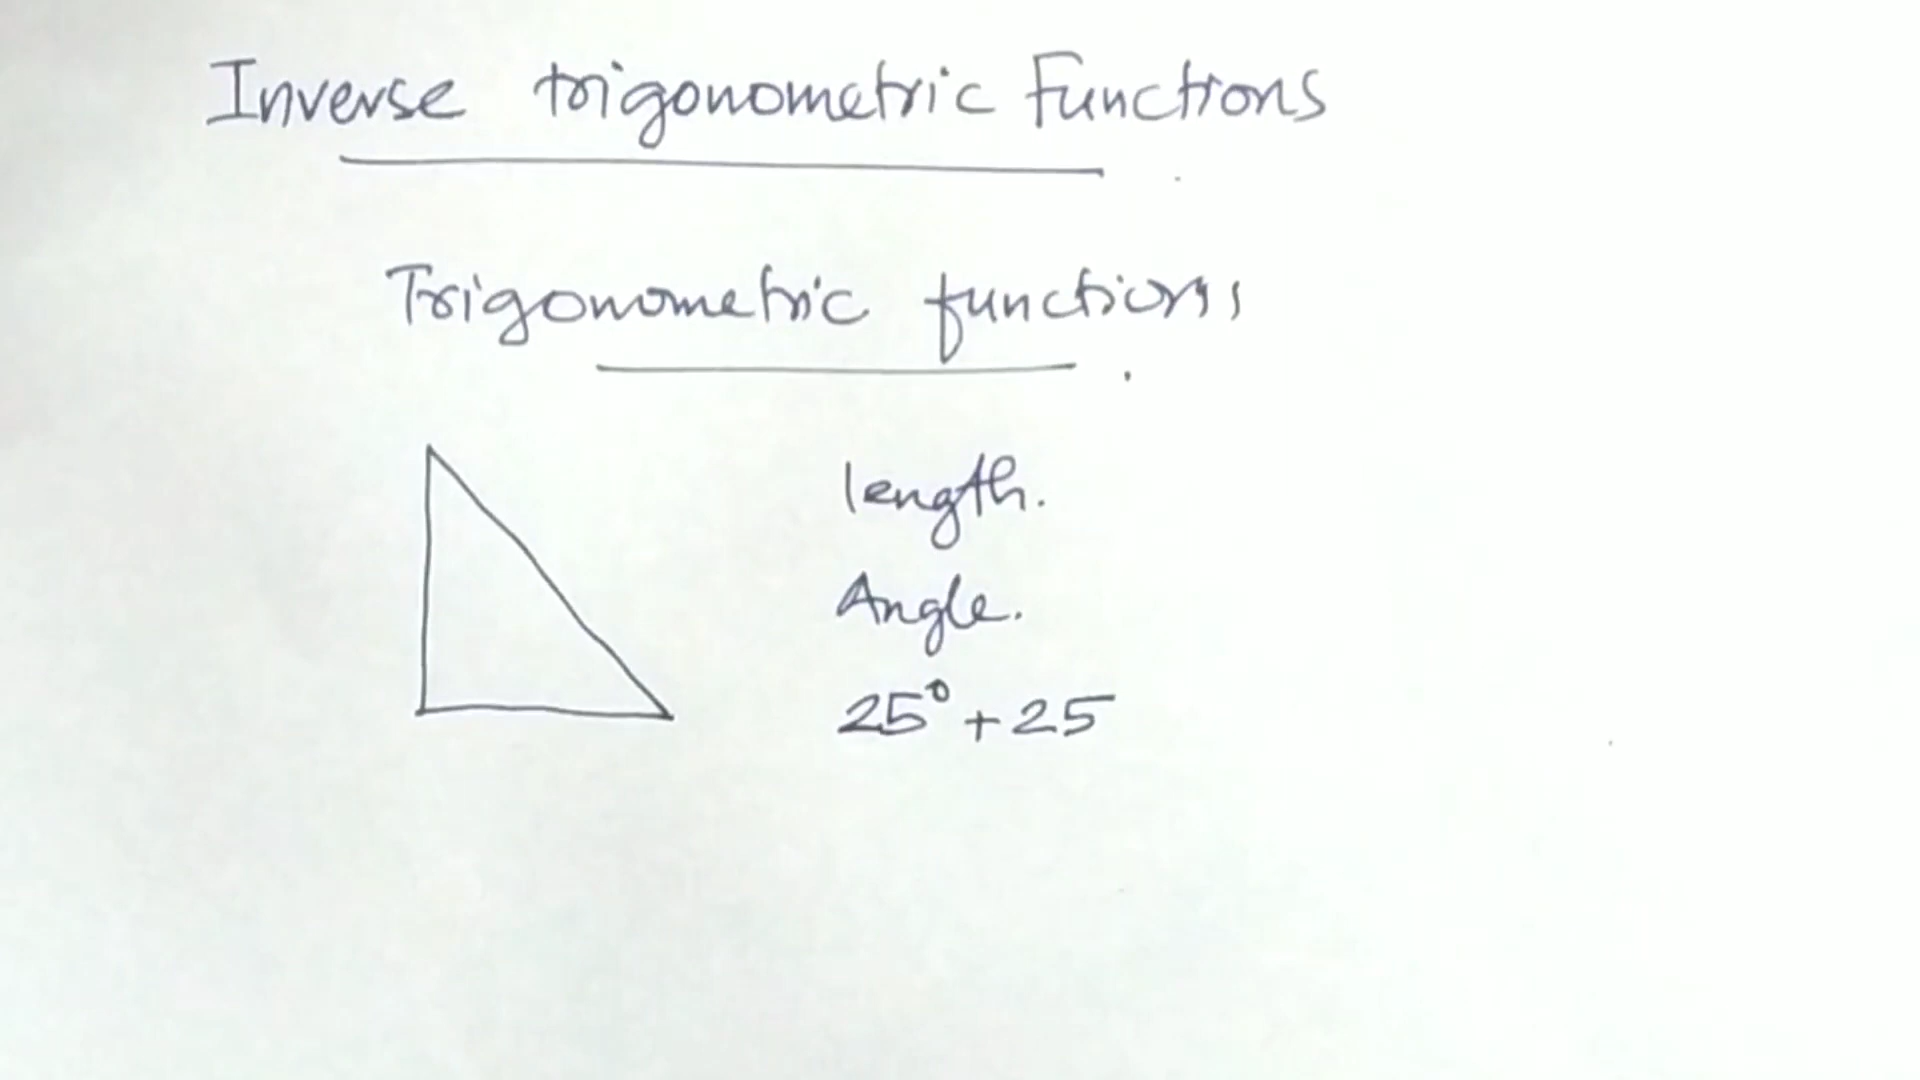 Inverse trigonometric Functions
Trigonometric functions
length.
Angle.
25° + 25